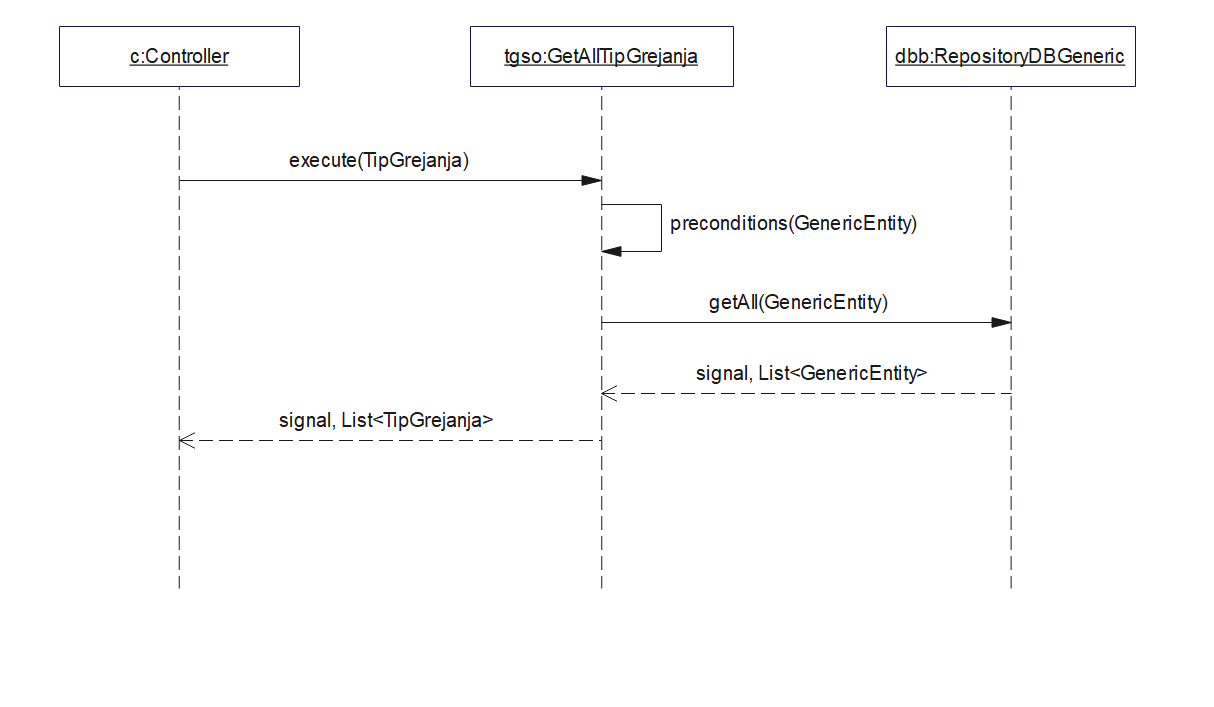 c:Controller
tgso:GetAllTipGrejanja
dbb:RepositoryDBGeneric
execute(TipGrejanja)
preconditions(GenericEntity)
getAll(GenericEntity)
signal, List<GenericEntity>
signal, List<TipGrejanja>